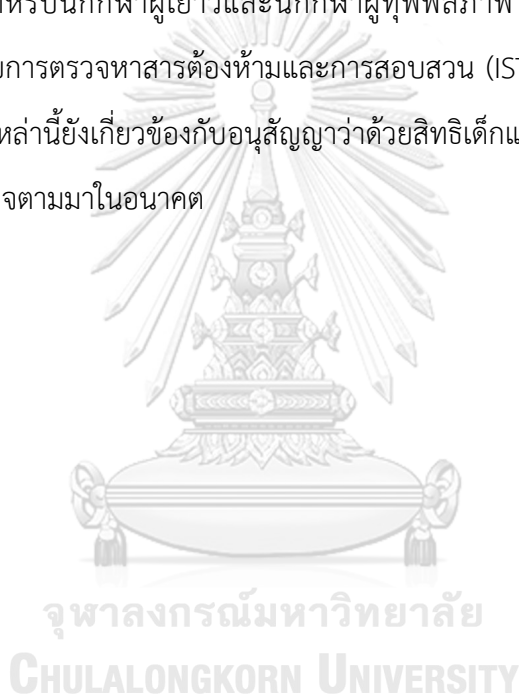 หรับนักกีฬาผู้เยาว์และนักกีฬาผู้ทุพพลภาพ
การตรวจหาสารต้องห้ามและการสอบสวน (IST
หล่านี้ยังเกี่ยวข้องกับอนุสัญญาว่าด้วยสิทธิเด็กแ
จตามมาในอนาคต
จุฬาลงกรณ์มหาวิทยาลัย
CHULALONGKORN UNIVERSITY